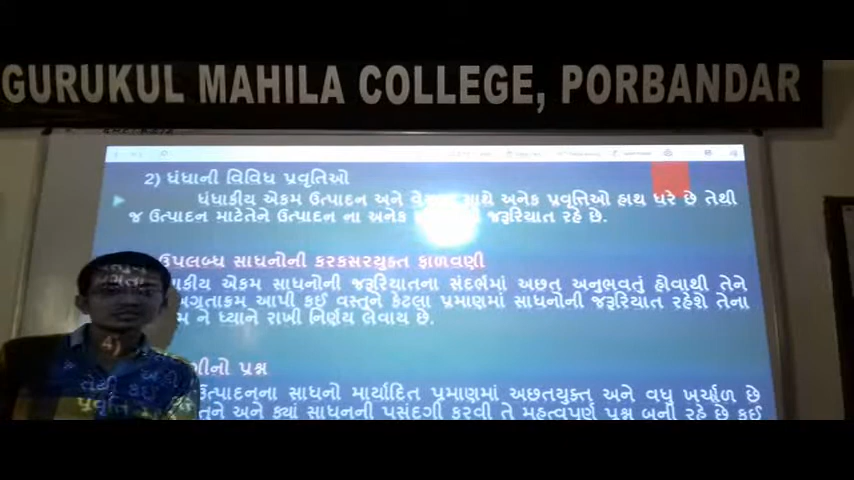 GURUKUL MAHILA COLLEGE, PORBANDAR
2) ધંધાની વિવિધ પ્રવૃતિઓ
ધંધાકીય એકમ ઉત્પાદન અને સાથે અનેક પ્રવૃત્તિઓ હાથ ધરે છે તેથી
જ ઉત્પાદન માટેતેને ઉત્પાદન ના અનેક જરૂરિયાત રહે છે.
ઉપલબ્ધ સાધનોની કરકસરયુક્ત ફાળવણી
એકમ સાધનોની જરૂરિયાતના સંદર્ભમાં અછત અનુભવતું હોવાથી તેને
અગ્રતાક્રમ આપી કઈ વસ્તુને કેટલા પ્રમાણમાં સાધનોની જરૂરિયાત રહેશે તેના
ને ધ્યાને રાખી નિર્ણય લેવાય છે.
પ્રશ્ન
ઉત્પાદનના સાધનો માર્યાદિત પ્રમાણમાં અછતયુક્ત અને વધુ ખર્ચાળ છે
અને ક્યાં સાધનની પસંદગી કરવી તે મહત્વપૂર્ણ પ્રશ્ન બની રહે છે કઈ